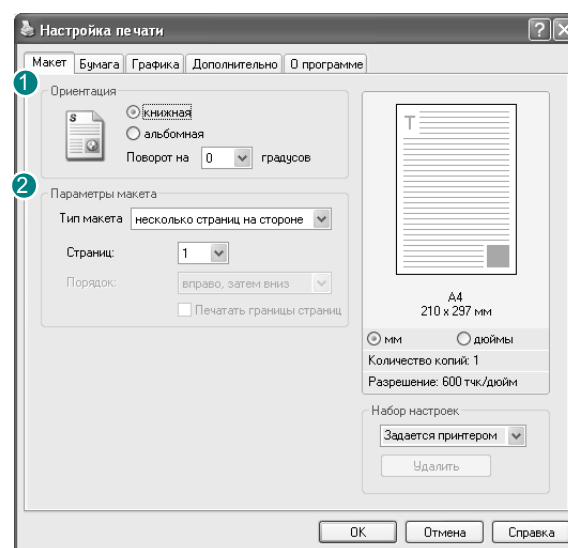 Настройка печати
Макет Бумага Графика Дополнительно О программе
1
Ориентация
S
книжная
альбомная
Поворот на 0 градусов
2
Параметры макета
Тип макета несколько страниц на стороне
Страниц: 1
Порядок: вправо, затем вниз
Печатать границы страниц
T
A4
210 x 297 мм
мм дюймы
Количество копий: 1
Разрешение: 600 тчк/дюйм
Набор настроек
Задается принтером
Удалить
OK Отмена Справка